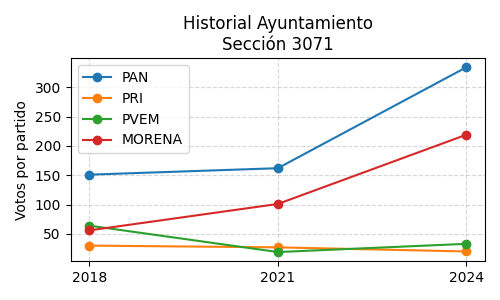 Historial Ayuntamiento
Sección 3071
PAN
PRI
PVEM
MORENA
Votos por partido
300
250
200
150
100
50
2018
2021
2024